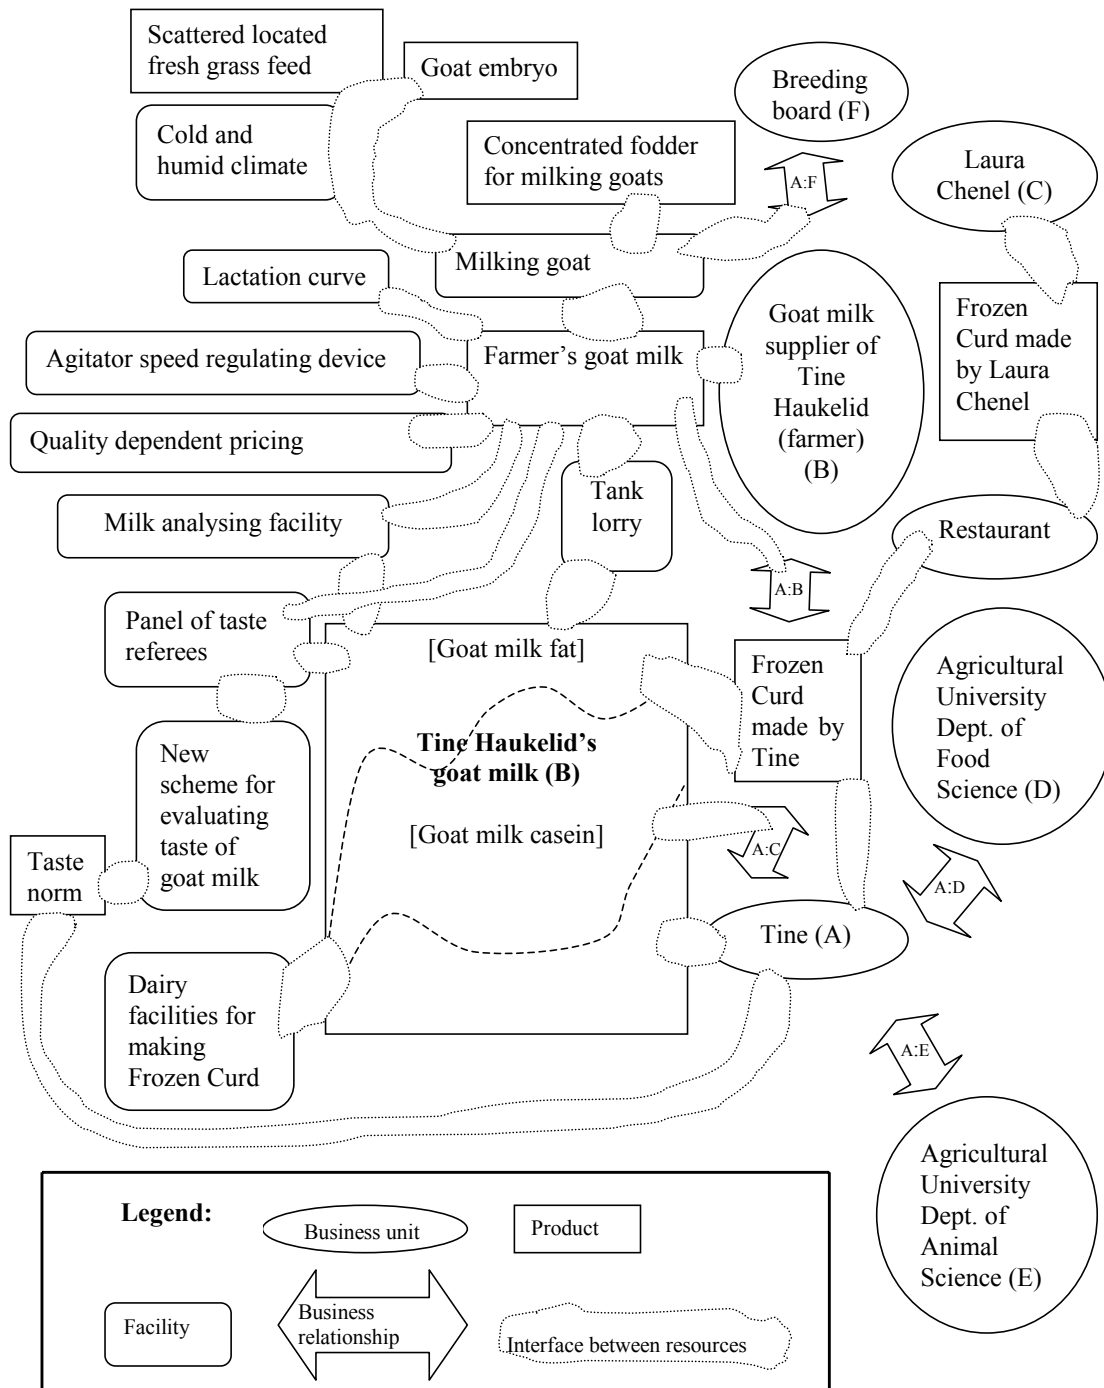 Scattered located
fresh grass feed
Goat embryo
Breeding
board (F)
Cold and
humid climate
Concentrated fodder
for milking goats
A:F
Laura
Chenel (C)
Milking goat
Lactation curve
Goat milk
supplier of
Tine
Haukelid
(farmer)
(B)
Frozen
Curd made
by Laura
Chenel
Agitator speed regulating device
Farmer's goat milk
Quality dependent pricing
Milk analysing facility
Tank
lorry
Restaurant
A:B
Panel of taste
referees
[Goat milk fat]
Frozen
Curd
made by
Tine
Agricultural
University
Dept. of
Food
Science (D)
Tine Haukelid's
goat milk (B)
New
scheme for
evaluating
taste of
goat milk
[Goat milk casein]
A:C
Taste
norm
A:D
Tine (A)
Dairy
facilities for
making
Frozen Curd
A:E
Agricultural
University
Dept. of
Animal
Science (E)
Legend:
Business unit
Product
Facility
Business
relationship
Interface between resources